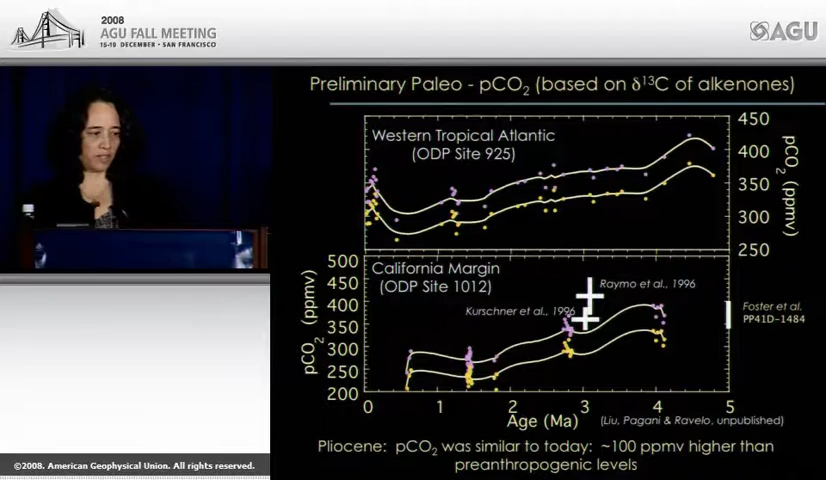 2008
AGU FALL MEETING
15-19 DECEMBER - SAN FRANCISCO
AGU
Preliminary Paleo - pCO₂ (based on δ¹³C of alkenones)
Western Tropical Atlantic
(ODP Site 925)
450
400
350
300
250
pCO₂ (ppmv)
California Margin
(ODP Site 1012)
500
450
400
350
300
250
200
pCO₂ (ppmv)
Raymo et al., 1996
Kurschner et al., 1996
Foster et al.
PP41D-1484
0 1 2 3 4 5
Age (Ma)
(Liu, Pagani & Ravelo, unpublished)
Pliocene: pCO₂ was similar to today: ~100 ppmv higher than
preanthropogenic levels
©2008. American Geophysical Union. All rights reserved.